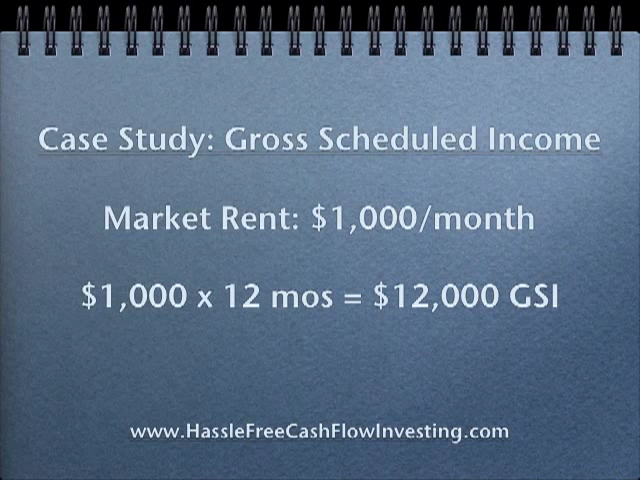 Case Study: Gross Scheduled Income
Market Rent: $1,000/month
$1,000 x 12 mos = $12,000 GSI
www.HassleFreeCashFlowInvesting.com